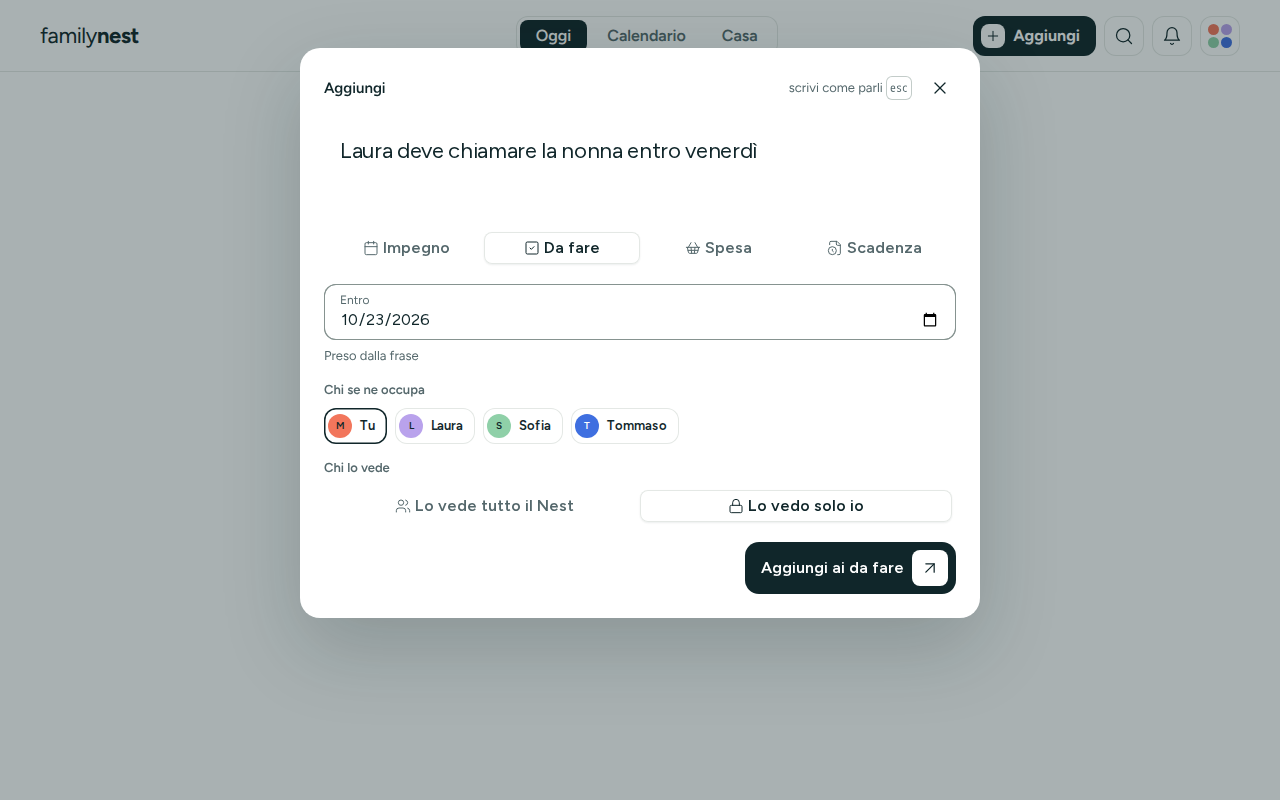 familynest
Oggi
Calendario
Casa
Aggiungi
Aggiungi
scrivi come parli esc
Laura deve chiamare la nonna entro venerdì
Impegno
Da fare
Spesa
Scadenza
Entro
10/23/2026
Preso dalla frase
Chi se ne occupa
M Tu
L Laura
S Sofia
T Tommaso
Chi lo vede
Lo vede tutto il Nest
Lo vedo solo io
Aggiungi ai da fare